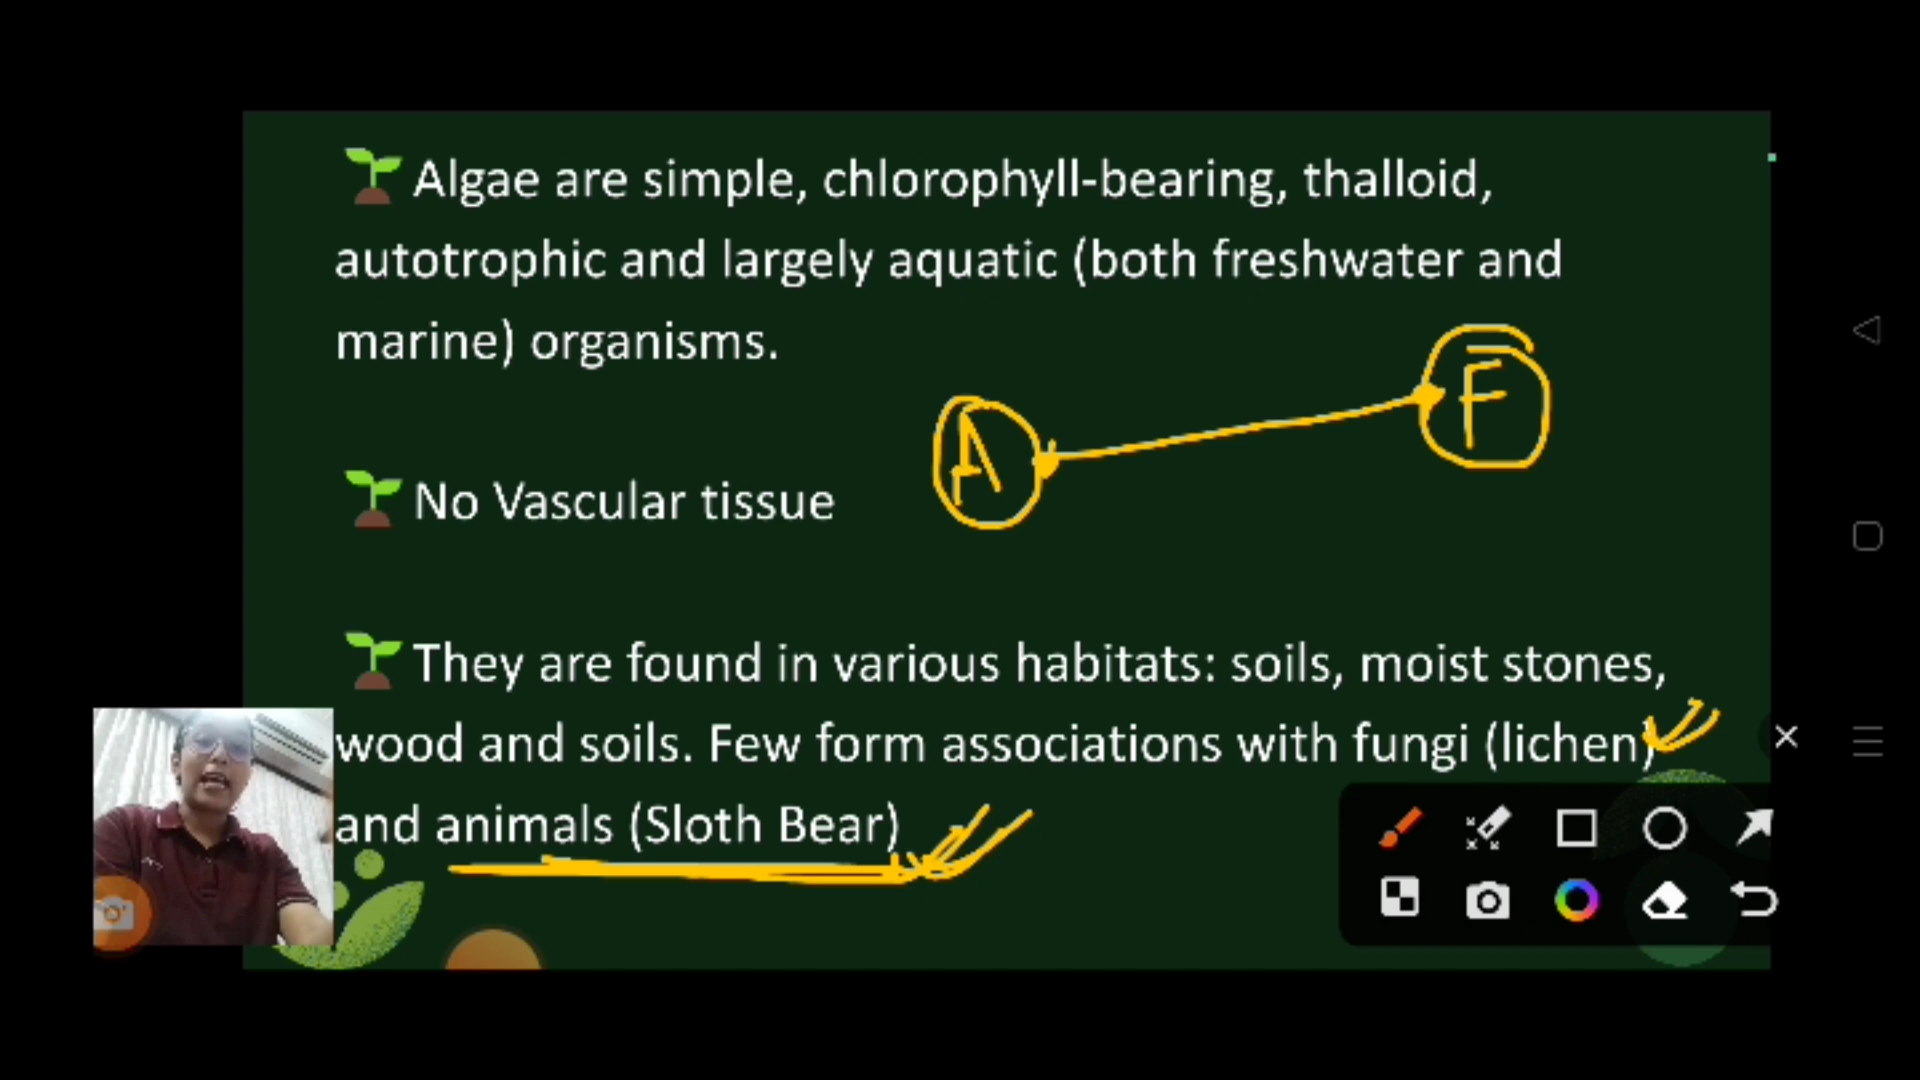 Algae are simple, chlorophyll-bearing, thalloid,
autotrophic and largely aquatic (both freshwater and
marine) organisms.
A
F
No Vascular tissue
They are found in various habitats: soils, moist stones,
wood and soils. Few form associations with fungi (lichen)
and animals (Sloth Bear)